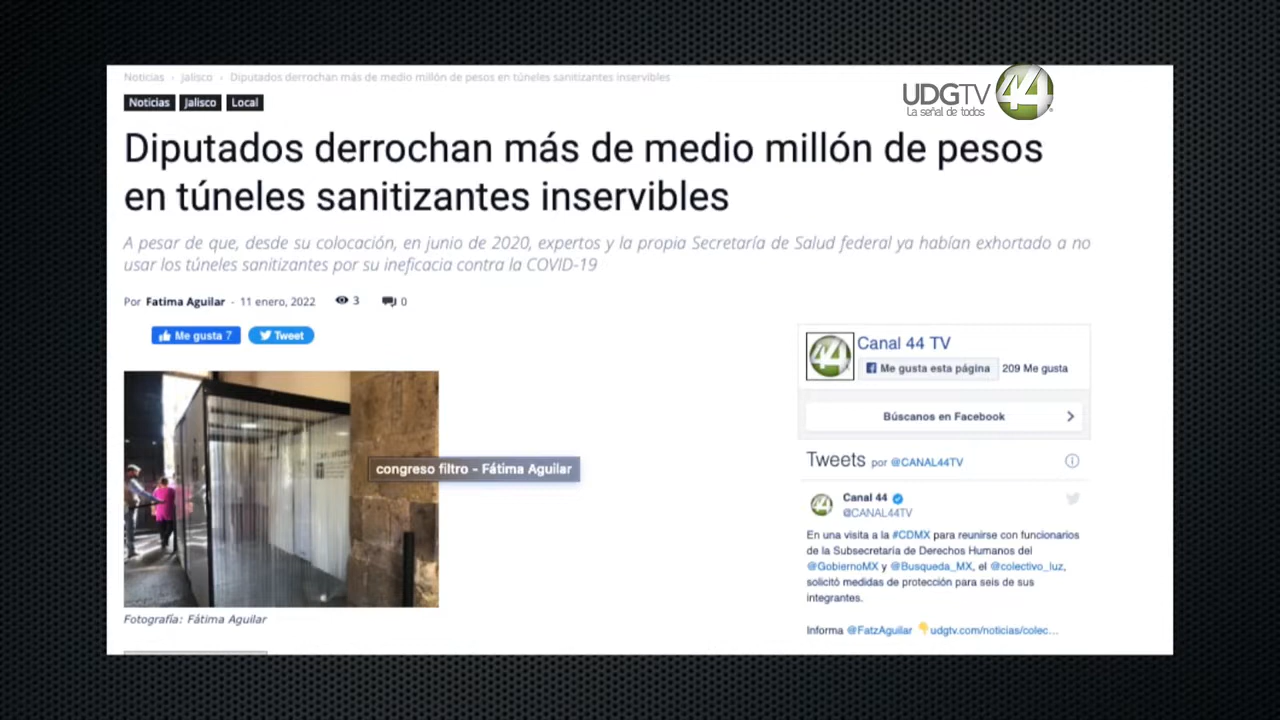 Noticias › Jalisco › Diputados derrochan más de medio millón de pesos en túneles sanitizantes inservibles
UDGTV 44
La señal de todos
Noticias Jalisco Local
Diputados derrochan más de medio millón de pesos
en túneles sanitizantes inservibles
A pesar de que, desde su colocación, en junio de 2020, expertos y la propia Secretaría de Salud federal ya habían exhortado a no
usar los túneles sanitizantes por su ineficacia contra la COVID-19
Por Fatima Aguilar - 11 enero, 2022 3 0
Me gusta 7 Tweet
congreso filtro - Fátima Aguilar
Fotografía: Fátima Aguilar
44
Canal 44 TV
Me gusta esta página 209 Me gusta
Búscanos en Facebook
Tweets por @CANAL44TV
44
Canal 44
@CANAL44TV
En una visita a la #CDMX para reunirse con funcionarios
de la Subsecretaría de Derechos Humanos del
@GobiernoMX y @Busqueda_MX, el @colectivo_luz,
solicitó medidas de protección para seis de sus
integrantes.
Informa @FatzAguilar 👇udgtv.com/noticias/colec…